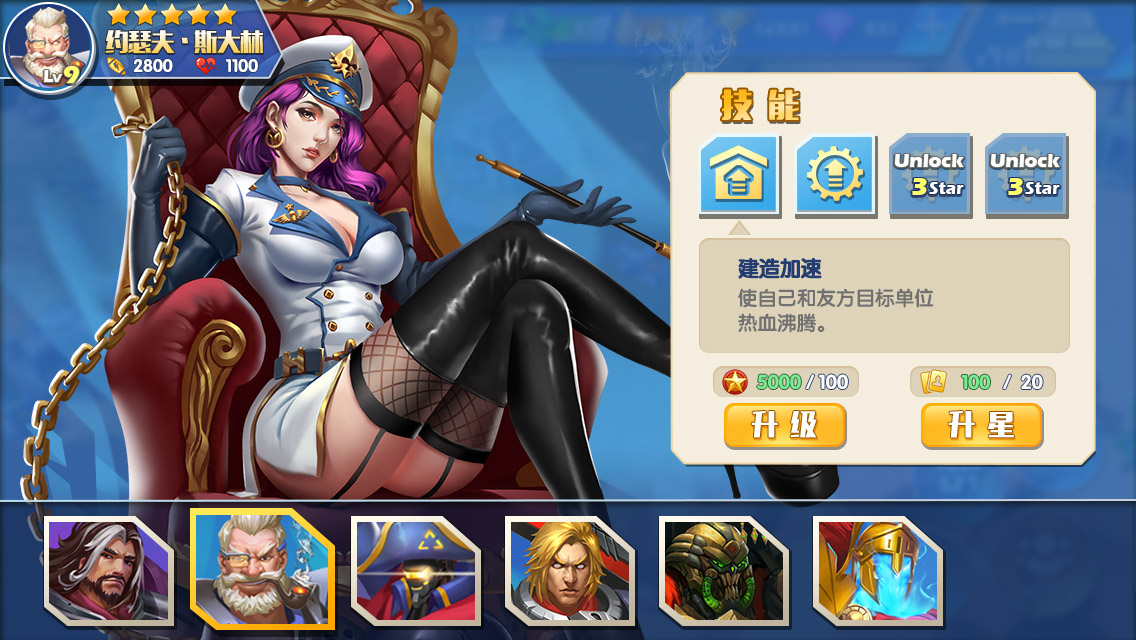 约瑟夫·斯大林
2800 1100
Lv 9
技能
Unlock
3Star
Unlock
3Star
建造加速
使自己和友方目标单位
热血沸腾。
5000 / 100
100 / 20
升级
升星